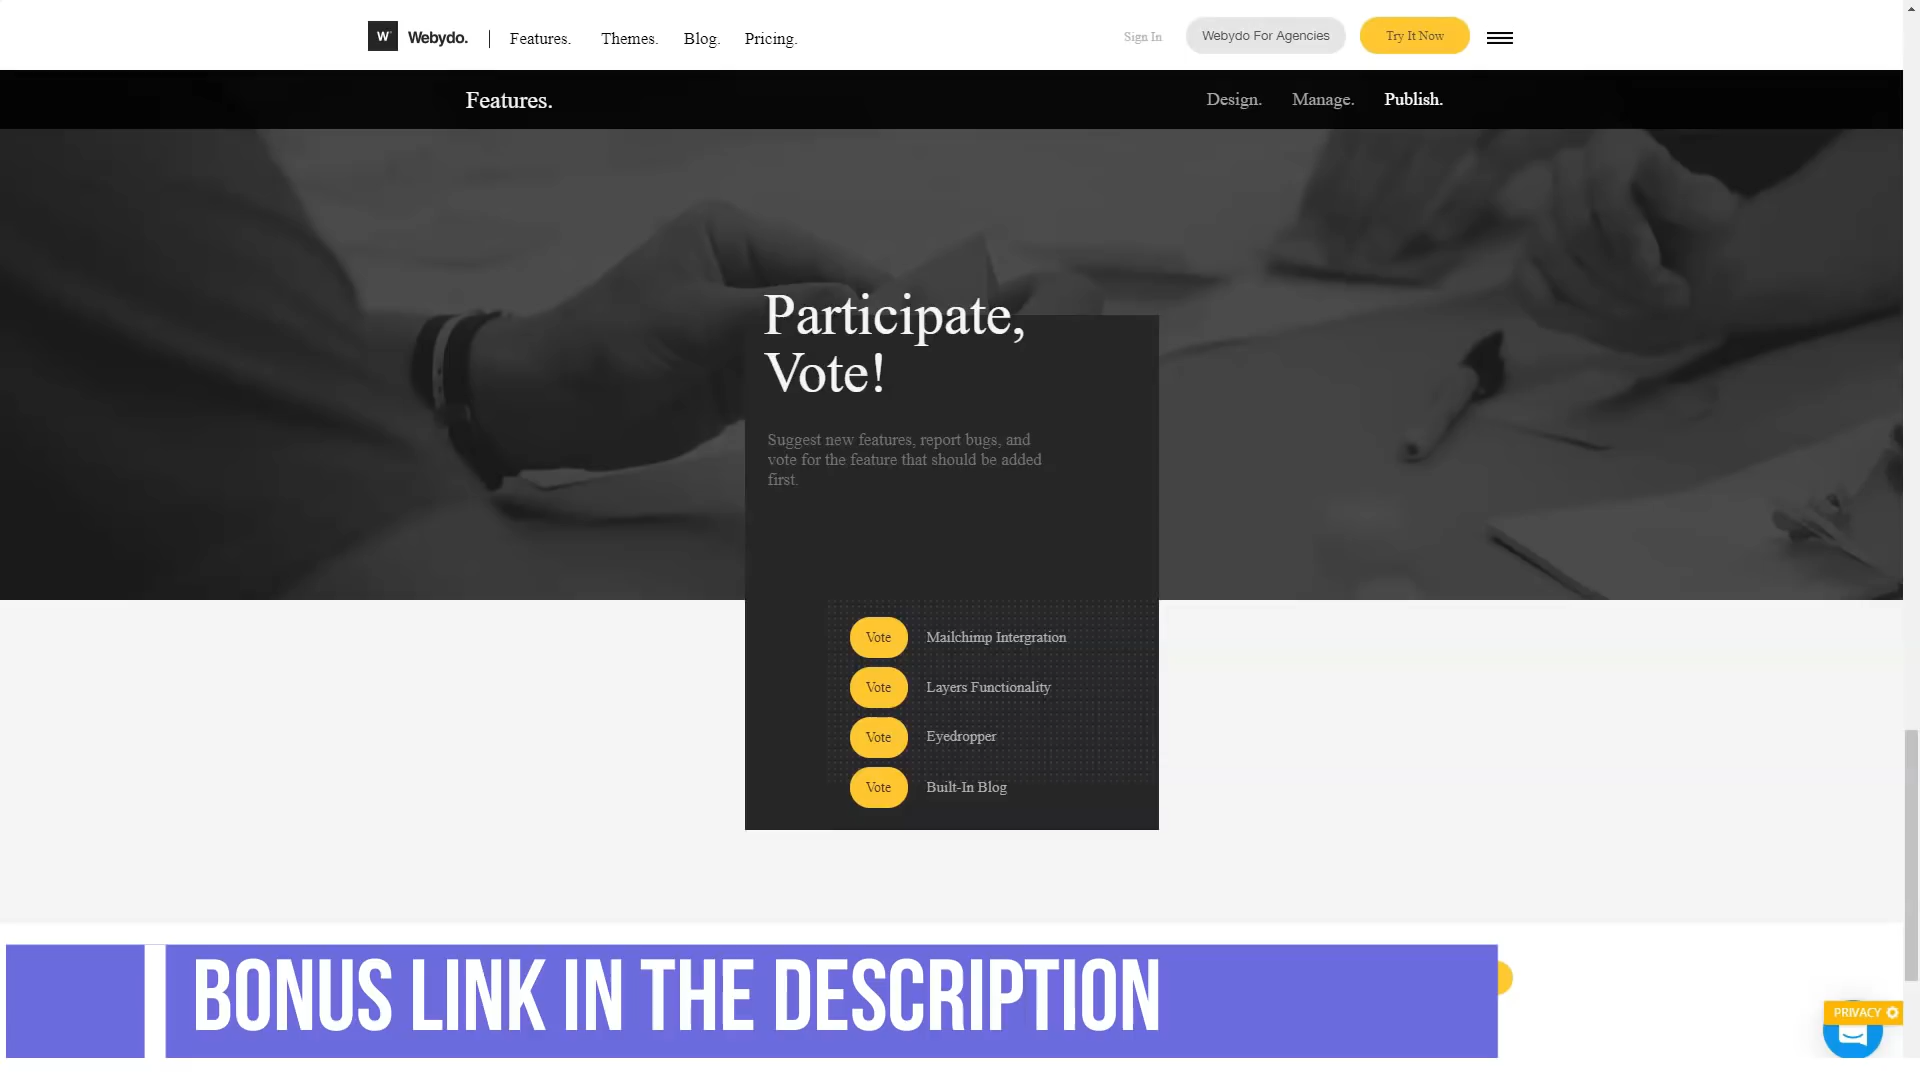 W Webydo.
Features. Themes. Blog. Pricing.
Sign In
Webydo For Agencies
Try It Now
Features.
Design. Manage. Publish.
Participate,
Vote!
Suggest new features, report bugs, and
vote for the feature that should be added
first.
Vote Mailchimp Intergration
Vote Layers Functionality
Vote Eyedropper
Vote Built-In Blog
BONUS LINK IN THE DESCRIPTION
PRIVACY